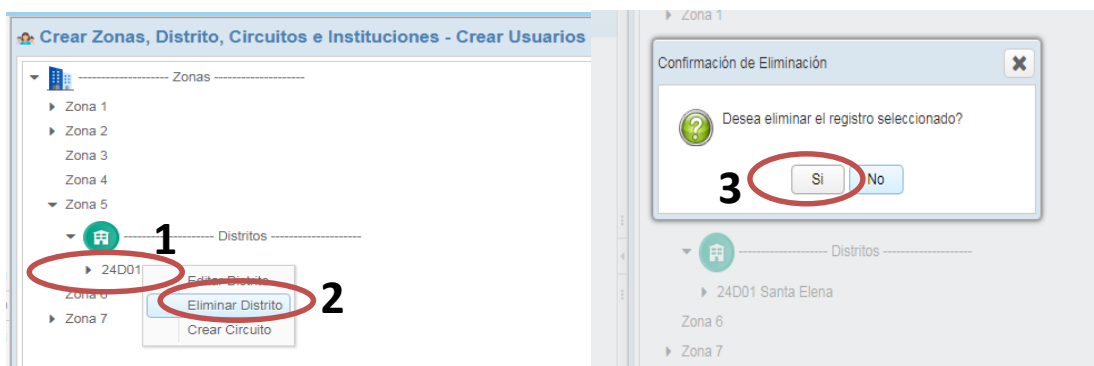 Crear Zonas, Distrito, Circuitos e Instituciones - Crear Usuarios
-------------------- Zonas --------------------
Zona 1
Zona 2
Zona 3
Zona 4
Zona 5
-------------------- Distritos --------------------
1
24D01
Editar Distrito
Zona 6
Eliminar Distrito
2
Zona 7
Crear Circuito
Zona 1
Confirmación de Eliminación
Desea eliminar el registro seleccionado?
3
Si No
-------------------- Distritos --------------------
24D01 Santa Elena
Zona 6
Zona 7